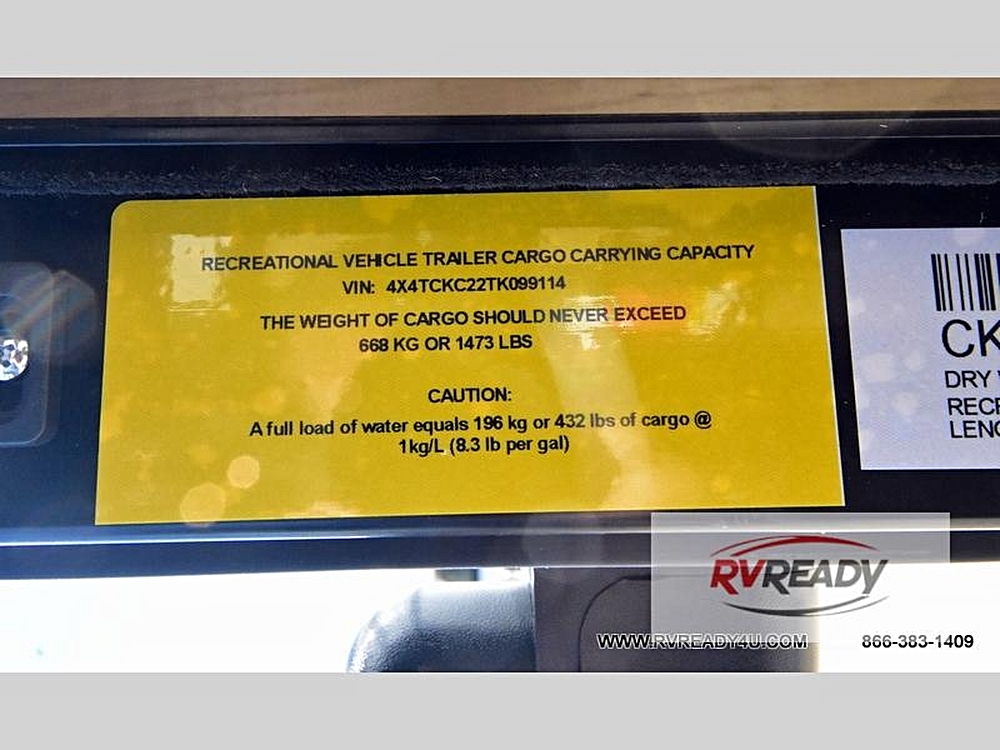 RECREATIONAL VEHICLE TRAILER CARGO CARRYING CAPACITY
VIN: 4X4TCKC22TK099114
THE WEIGHT OF CARGO SHOULD NEVER EXCEED
668 KG OR 1473 LBS
CAUTION:
A full load of water equals 196 kg or 432 lbs of cargo @
1kg/L (8.3 lb per gal)
CK
DRY
RECE
LENG
RVREADY
WWW.RVREADY4U.COM 866-383-1409